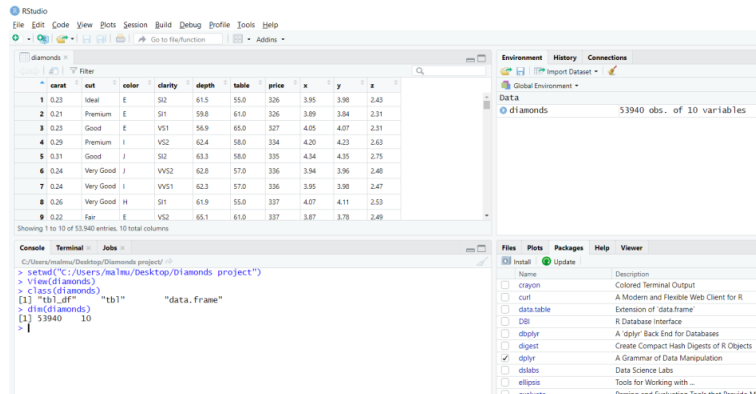 RStudio
File Edit Code View Plots Session Build Debug Profile Tools Help
Go to file/function Addins
diamonds
Filter
carat cut color clarity depth table price x y z
1 0.23 Ideal E SI2 61.5 55.0 326 3.95 3.98 2.43
2 0.21 Premium E SI1 59.8 61.0 326 3.89 3.84 2.31
3 0.23 Good E VS1 56.9 65.0 327 4.05 4.07 2.31
4 0.29 Premium I VS2 62.4 58.0 334 4.20 4.23 2.63
5 0.31 Good J SI2 63.3 58.0 335 4.34 4.35 2.75
6 0.24 Very Good J VVS2 62.8 57.0 336 3.94 3.96 2.48
7 0.24 Very Good I VVS1 62.3 57.0 336 3.95 3.98 2.47
8 0.26 Very Good H SI1 61.9 55.0 337 4.07 4.11 2.53
9 0.22 Fair E VS2 65.1 61.0 337 3.87 3.78 2.49
Showing 1 to 10 of 53,940 entries, 10 total columns
Console Terminal Jobs
C:/Users/malmu/Desktop/Diamonds project/
> setwd("C:/Users/malmu/Desktop/Diamonds project")
> View(diamonds)
> class(diamonds)
[1] "tbl_df" "tbl" "data.frame"
> dim(diamonds)
[1] 53940 10
>
Environment History Connections
Import Dataset
Global Environment
Data
diamonds 53940 obs. of 10 variables
Files Plots Packages Help Viewer
Install Update
Name Description
crayon Colored Terminal Output
curl A Modern and Flexible Web Client for R
data.table Extension of `data.frame`
DBI R Database Interface
dbplyr A 'dplyr' Back End for Databases
digest Create Compact Hash Digests of R Objects
dplyr A Grammar of Data Manipulation
dslabs Data Science Labs
ellipsis Tools for Working with ...